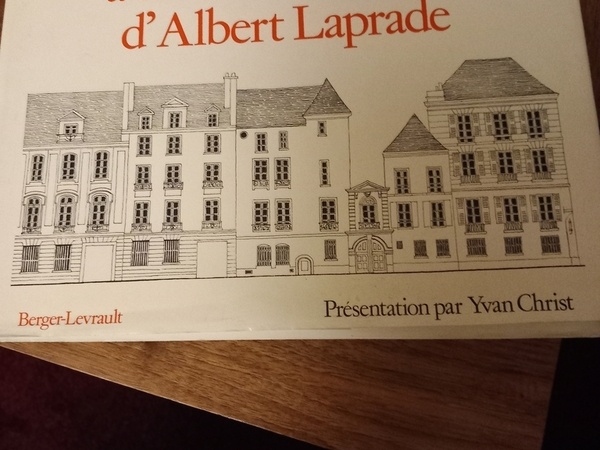 d'Albert Laprade
Berger-Levrault
Présentation par Yvan Christ